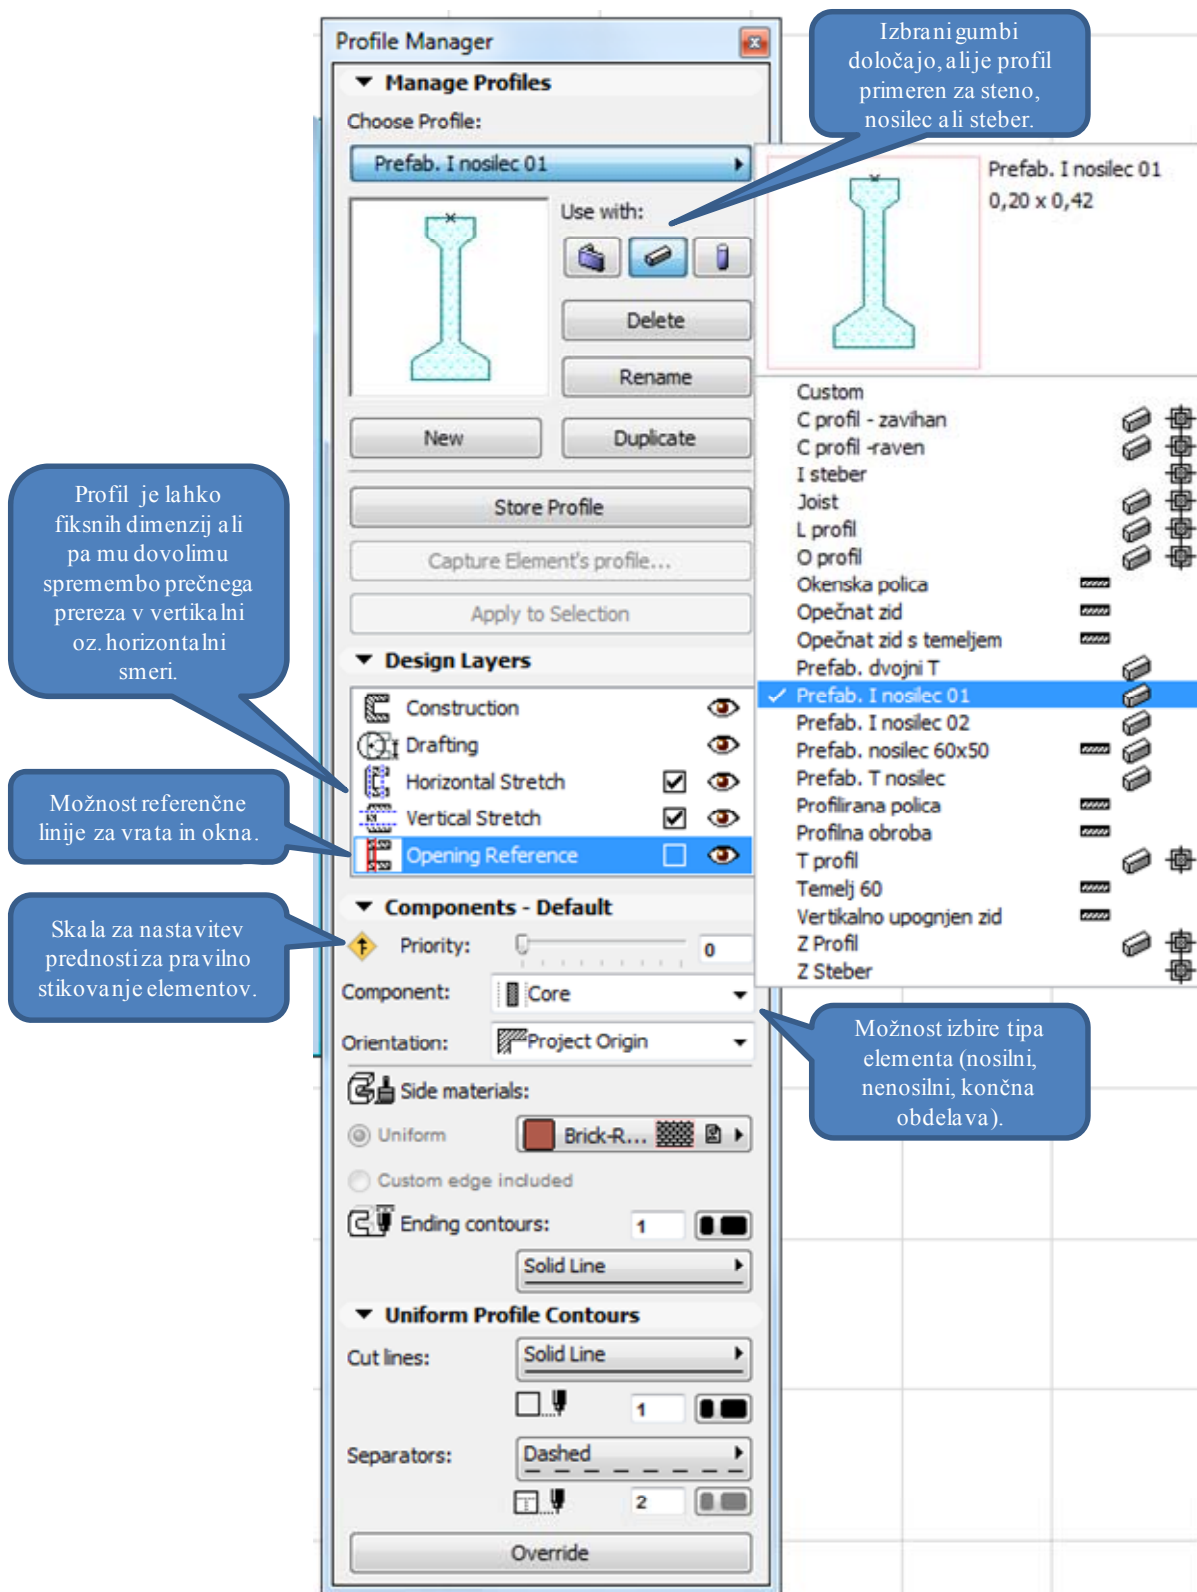 Profile Manager
Izbrani gumbi
določajo, ali je profil
primeren za steno,
nosilec ali steber.
Manage Profiles
Choose Profile:
Prefab. I nosilec 01
Use with:
Delete
Rename
New
Duplicate
Store Profile
Capture Element's profile...
Apply to Selection
Prefab. I nosilec 01
0,20 x 0,42
Custom
C profil - zavihan
C profil -raven
I steber
Joist
L profil
O profil
Okenska polica
Opečnat zid
Opečnat zid s temeljem
Prefab. dvojni T
Prefab. I nosilec 01
Prefab. I nosilec 02
Prefab. nosilec 60x50
Prefab. T nosilec
Profilirana polica
Profilna obroba
T profil
Temelj 60
Vertikalno upognjen zid
Z Profil
Z Steber
Profil je lahko
fiksnih dimenzij ali
pa mu dovolimu
spremembo prečnega
prereza v vertikalni
oz. horizontalni
smeri.
Design Layers
Construction
Drafting
Horizontal Stretch
Vertical Stretch
Opening Reference
Možnost referenčne
linije za vrata in okna.
Components - Default
Priority:
0
Component:
Core
Orientation:
Project Origin
Skala za nastavitev
prednosti za pravilno
stikovanje elementov.
Možnost izbire tipa
elementa (nosilni,
nenosilni, končna
obdelava).
Side materials:
Uniform
Brick-R...
Custom edge included
Ending contours:
1
Solid Line
Uniform Profile Contours
Cut lines:
Solid Line
1
Separators:
Dashed
2
Override